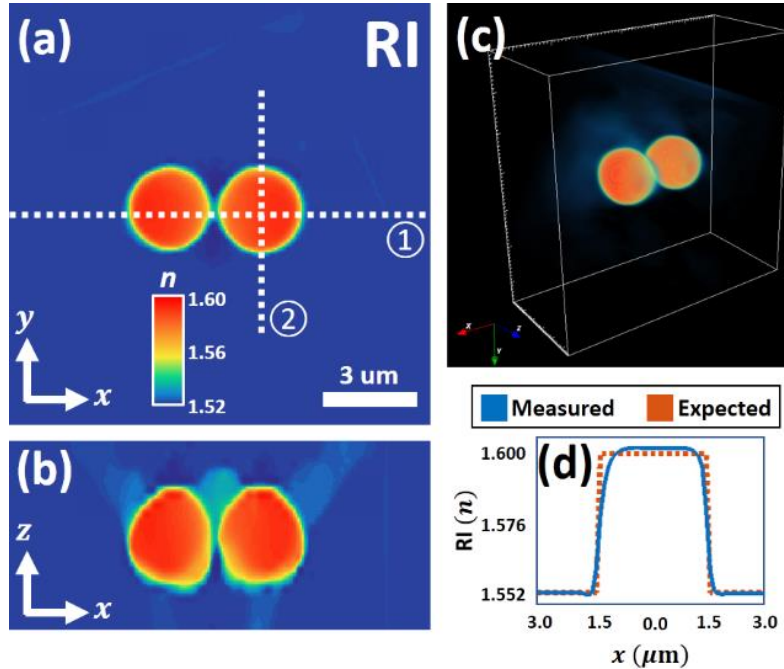 (a)
RI
①
②
n
1.60
1.56
1.52
y
x
3 um
(b)
z
x
(c)
X
Z
Y
Measured
Expected
(d)
RI (n)
1.600
1.576
1.552
3.0 1.5 0.0 1.5 3.0
x (μm)